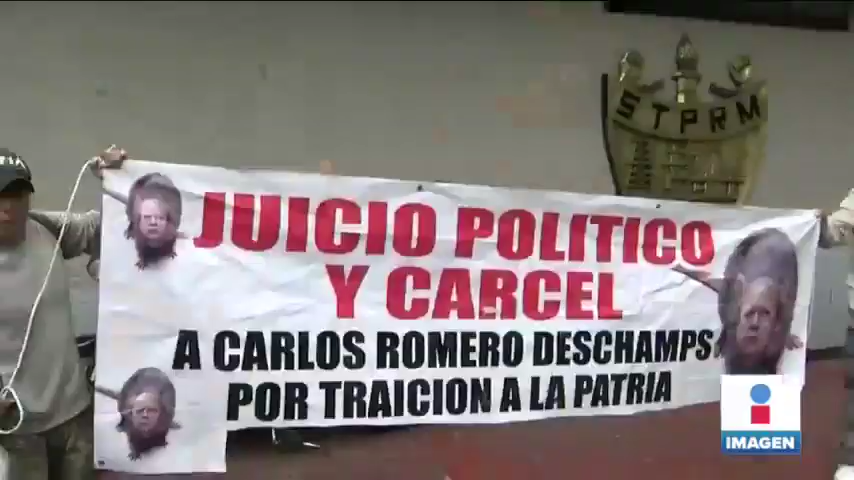 STPRM
JUICIO POLITICO
Y CARCEL
A CARLOS ROMERO DESCHAMPS
POR TRAICION A LA PATRIA
IMAGEN